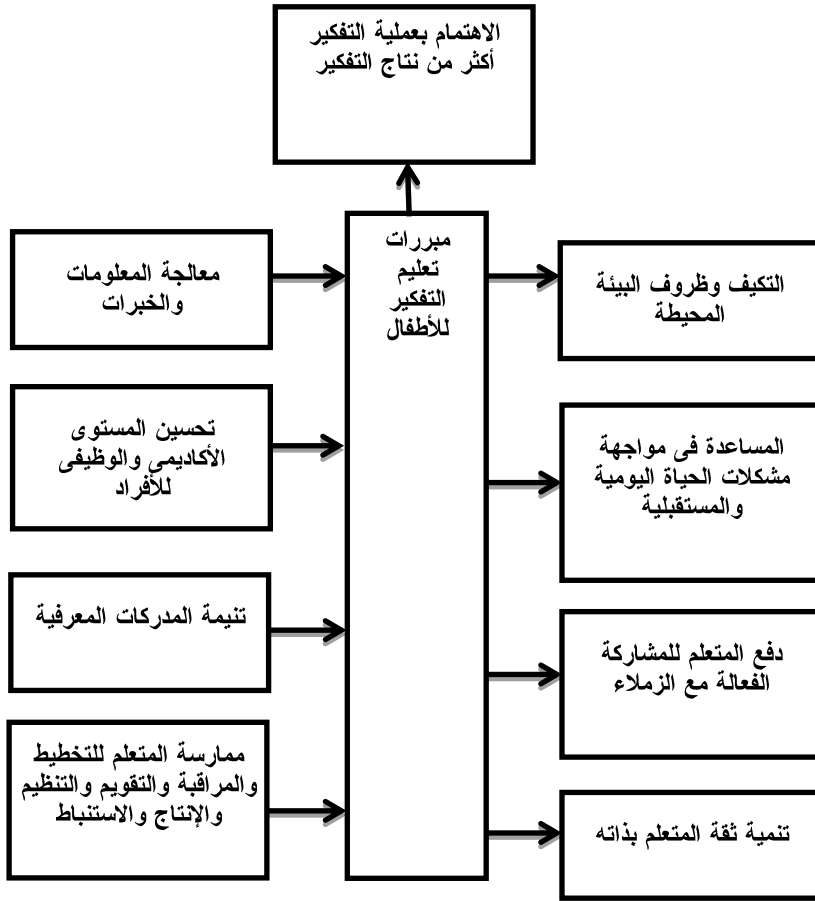 الاهتمام بعملية التفكير
أكثر من نتاج التفكير
مبررات
تعليم
التفكير
للأطفال
التكيف وظروف البيئة
المحيطة
المساعدة فى مواجهة
مشكلات الحياة اليومية
والمستقبلية
دفع المتعلم للمشاركة
الفعالة مع الزملاء
تنمية ثقة المتعلم بذاته
معالجة المعلومات
والخبرات
تحسين المستوى
الأكاديمى والوظيفى
للأفراد
تنيمة المدركات المعرفية
ممارسة المتعلم للتخطيط
والمراقبة والتقويم والتنظيم
والإنتاج والاستنباط